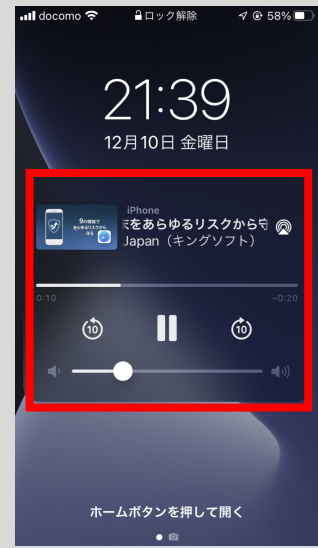 docomo ロック解除 58%
21:39
12月10日 金曜日
9の機能で
あらゆるリスクから
守る
iPhone
をあらゆるリスクから守
Japan（キングソフト）
0:10 -0:20
10 10
ホームボタンを押して開く